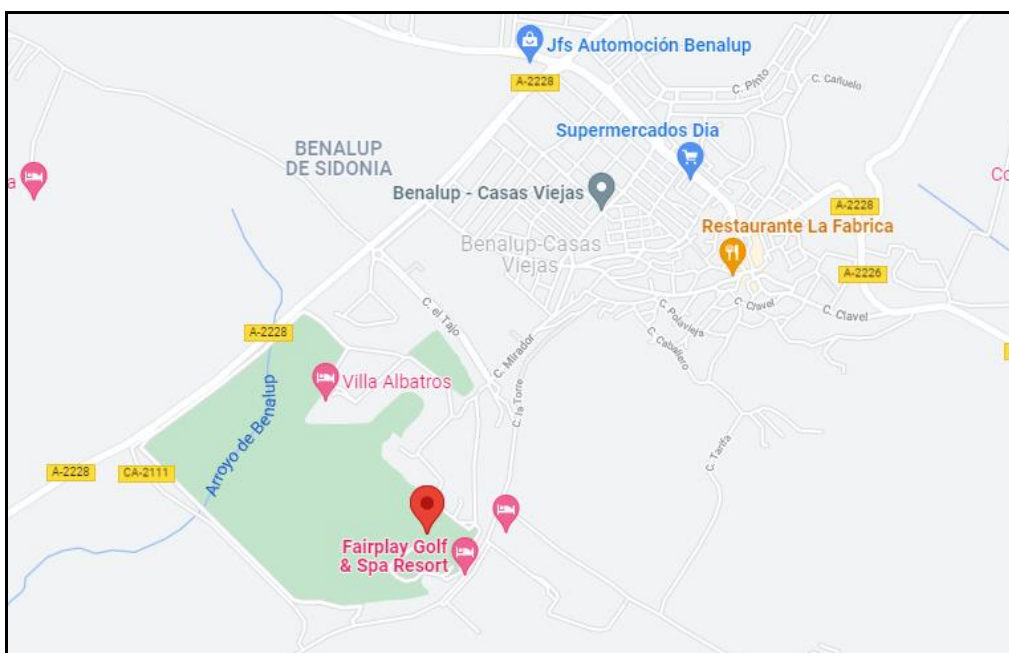 Jfs Automoción Benalup
A-2228
C. Pinto
C. Cañuelo
Supermercados Dia
BENALUP
DE SIDONIA
a
Benalup - Casas Viejas
Co
A-2228
Restaurante La Fabrica
Benalup-Casas
Viejas
A-2226
C. Clavel
C. Clavel
C. Polavieja
C. el Tajo
A-2228
C. Caballero
C. Mirador
Villa Albatros
C. la Torre
Arroyo de Benalup
C. Tarifa
A-2228
CA-2111
Fairplay Golf
& Spa Resort